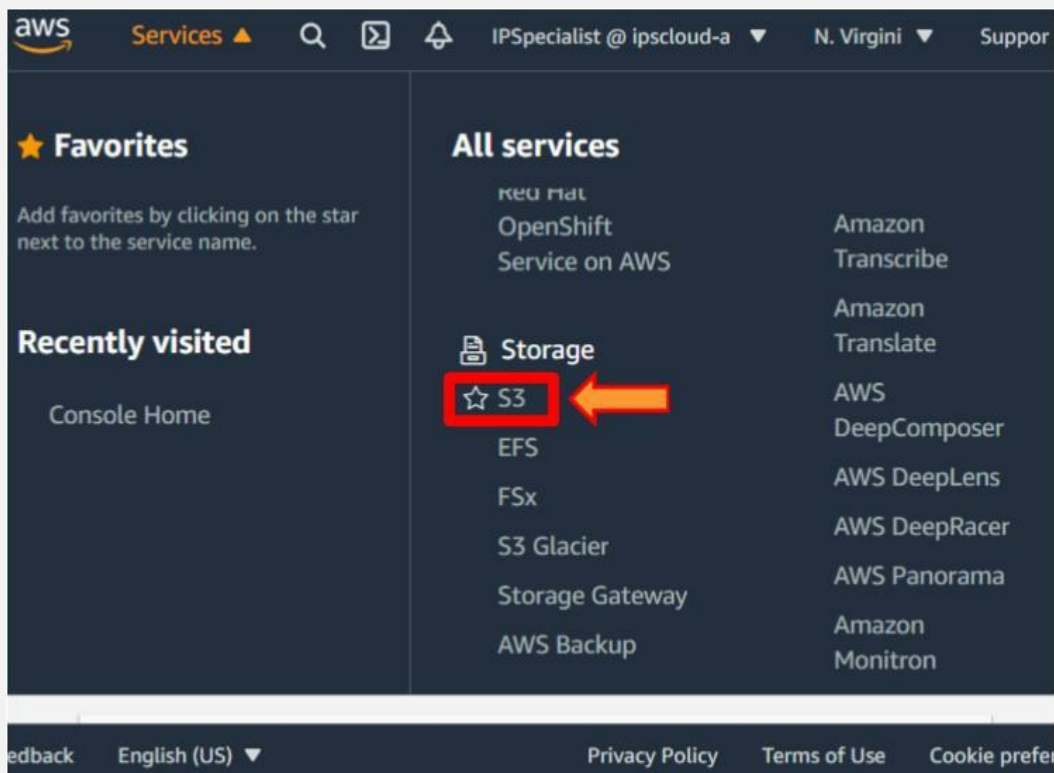 aws
Services ▲
IPSpecialist @ ipscloud-a ▼
N. Virgini ▼
Suppor
Favorites
Add favorites by clicking on the star
next to the service name.
Recently visited
Console Home
All services
Red Hat
OpenShift
Service on AWS
Storage
S3
EFS
FSx
S3 Glacier
Storage Gateway
AWS Backup
Amazon
Transcribe
Amazon
Translate
AWS
DeepComposer
AWS DeepLens
AWS DeepRacer
AWS Panorama
Amazon
Monitron
edback
English (US) ▼
Privacy Policy
Terms of Use
Cookie prefer